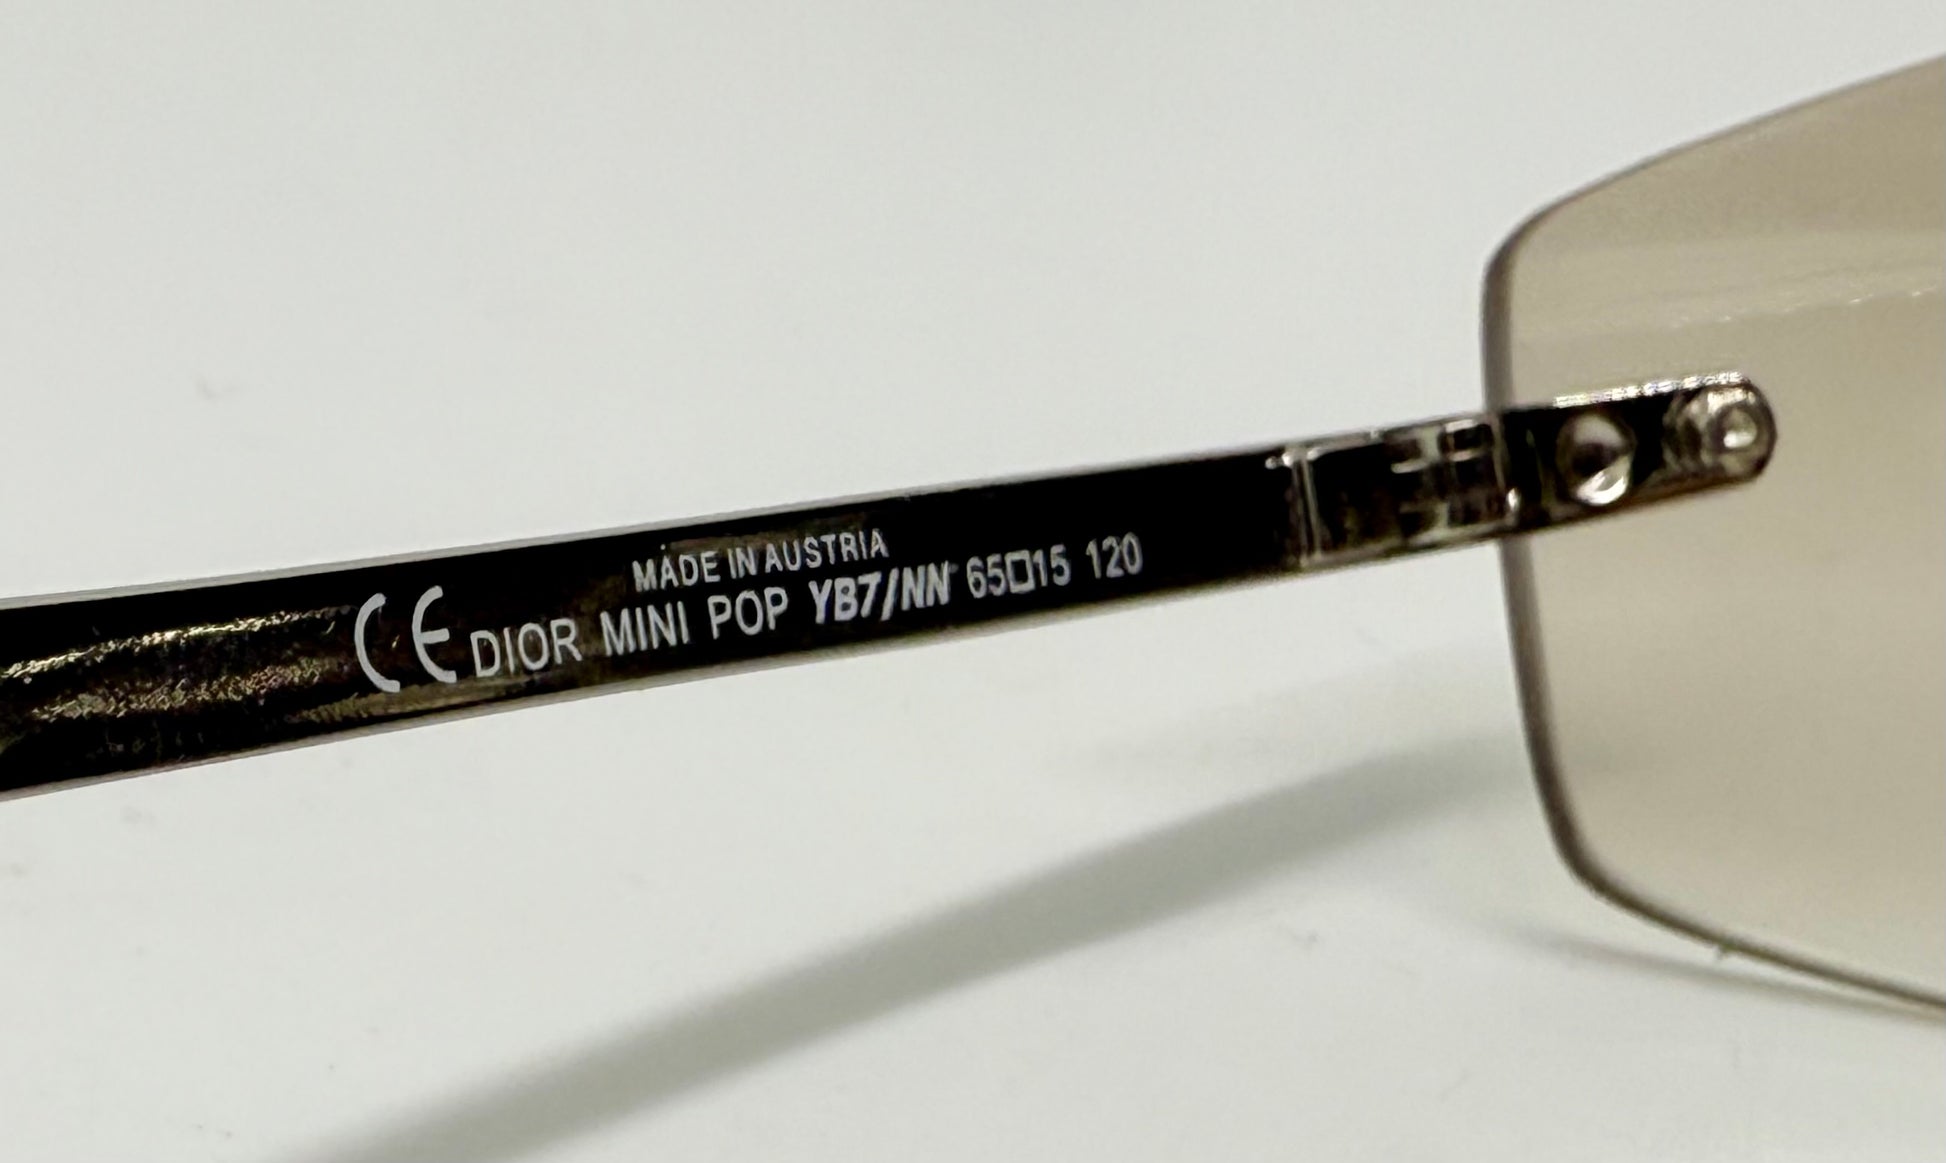 MADE IN AUSTRIA
CE DIOR MINI POP YB7/NN 65□15 120